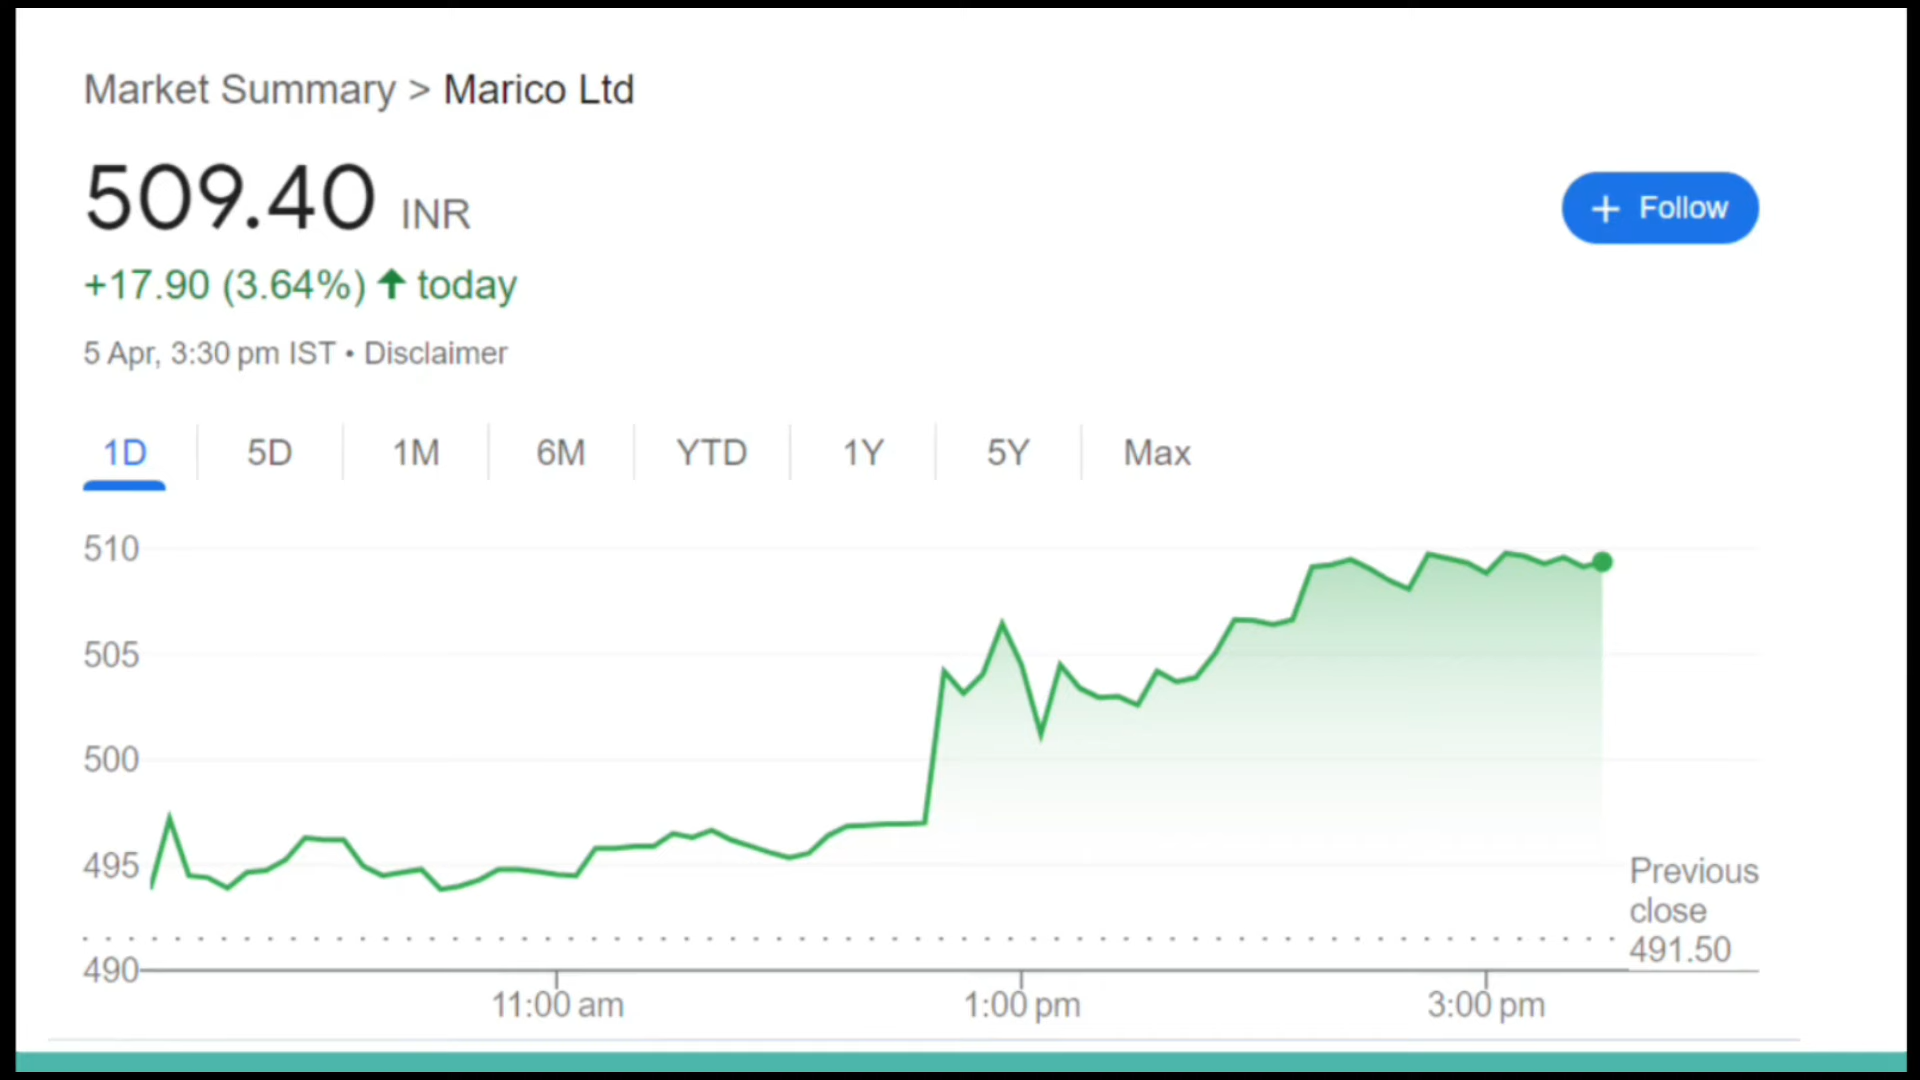 Market Summary > Marico Ltd
509.40 INR
+ Follow
+17.90 (3.64%) ↑ today
5 Apr, 3:30 pm IST • Disclaimer
1D 5D 1M 6M YTD 1Y 5Y Max
510
505
500
495
490
Previous
close
491.50
11:00 am 1:00 pm 3:00 pm